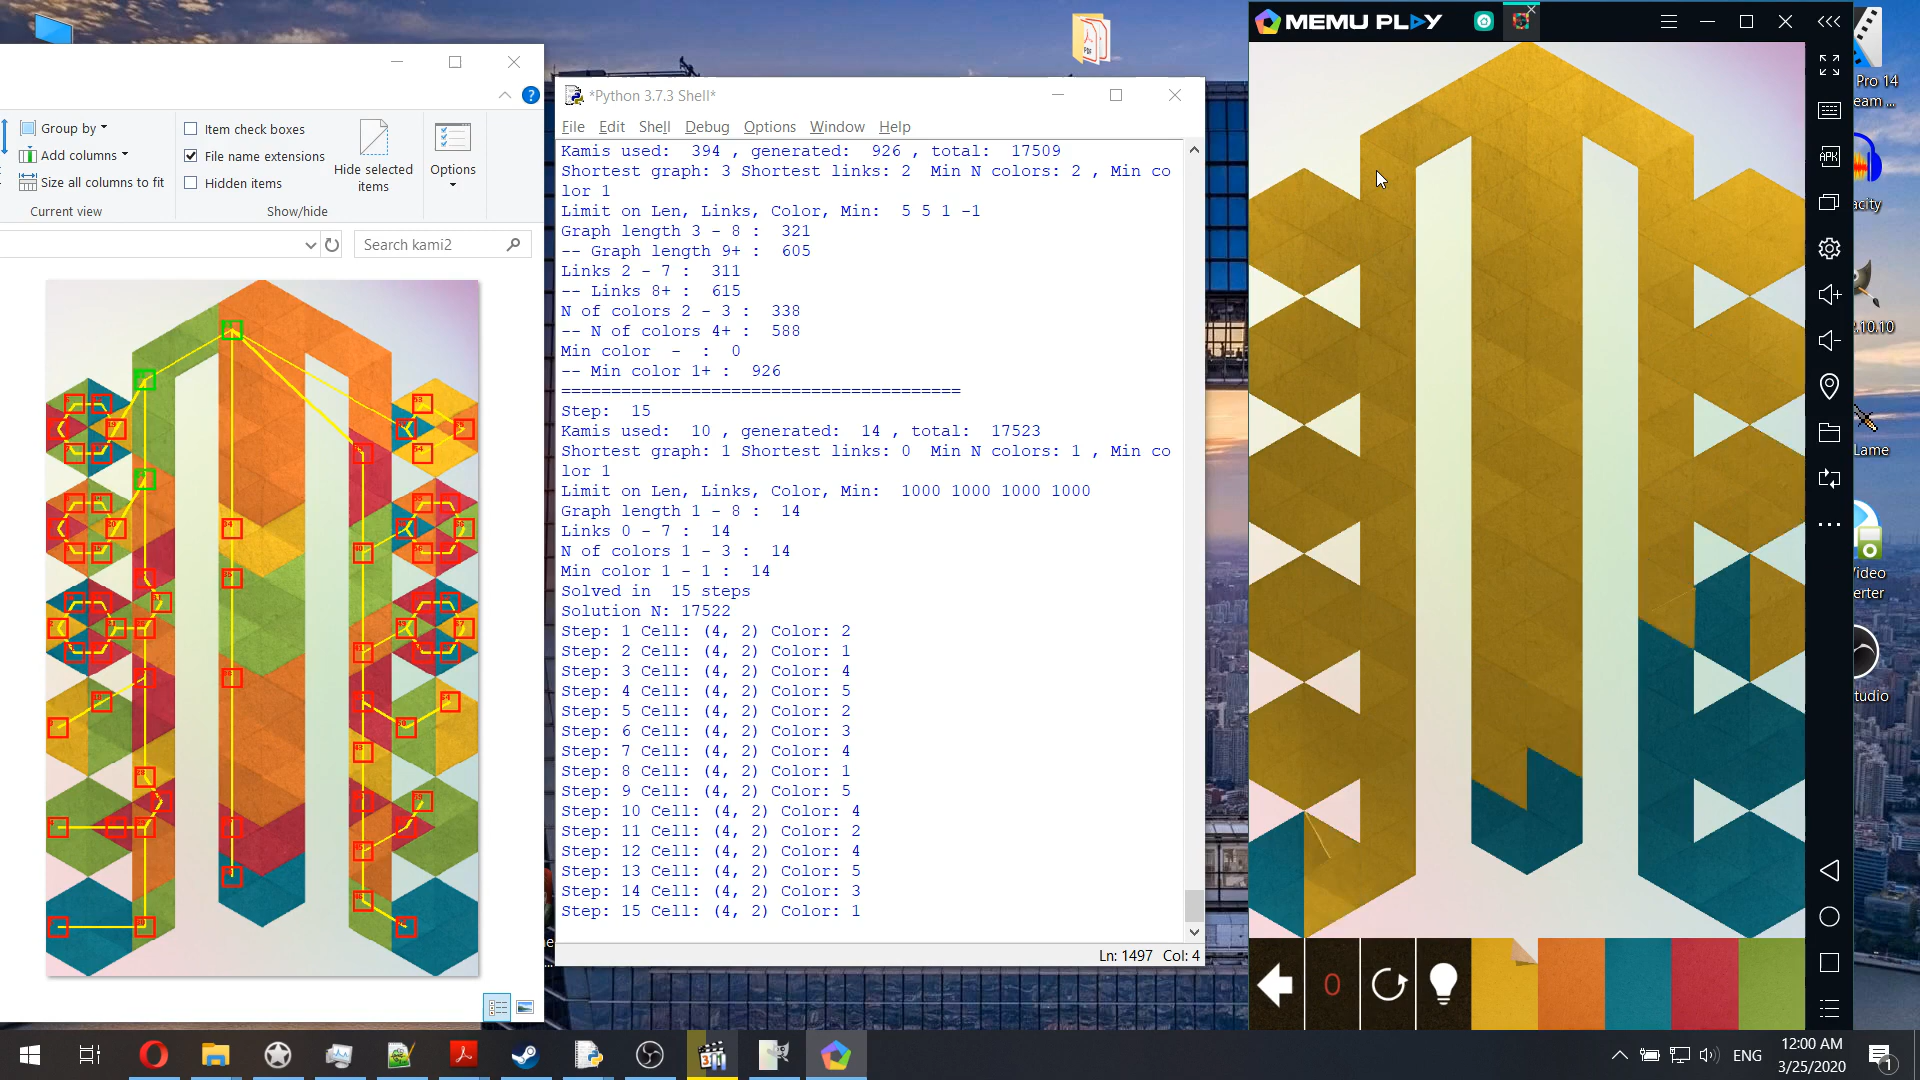 Group by
Add columns
Size all columns to fit
Current view
Item check boxes
File name extensions
Hidden items
Hide selected
items
Show/hide
Options
Search kami2
*Python 3.7.3 Shell*
File Edit Shell Debug Options Window Help
Kamis used:  394 , generated:  926 , total:  17509
Shortest graph: 3 Shortest links: 2  Min N colors: 2 , Min co
lor 1
Limit on Len, Links, Color, Min:  5 5 1 -1
Graph length 3 - 8 :  321
-- Graph length 9+ :  605
Links 2 - 7 :  311
-- Links 8+ :  615
N of colors 2 - 3 :  338
-- N of colors 4+ :  588
Min color  -  :  0
-- Min color 1+ :  926
======================================
Step:  15
Kamis used:  10 , generated:  14 , total:  17523
Shortest graph: 1 Shortest links: 0  Min N colors: 1 , Min co
lor 1
Limit on Len, Links, Color, Min:  1000 1000 1000 1000
Graph length 1 - 8 :  14
Links 0 - 7 :  14
N of colors 1 - 3 :  14
Min color 1 - 1 :  14
Solved in  15 steps
Solution N: 17522
Step: 1 Cell: (4, 2) Color: 2
Step: 2 Cell: (4, 2) Color: 1
Step: 3 Cell: (4, 2) Color: 4
Step: 4 Cell: (4, 2) Color: 5
Step: 5 Cell: (4, 2) Color: 2
Step: 6 Cell: (4, 2) Color: 3
Step: 7 Cell: (4, 2) Color: 4
Step: 8 Cell: (4, 2) Color: 1
Step: 9 Cell: (4, 2) Color: 5
Step: 10 Cell: (4, 2) Color: 4
Step: 11 Cell: (4, 2) Color: 2
Step: 12 Cell: (4, 2) Color: 4
Step: 13 Cell: (4, 2) Color: 5
Step: 14 Cell: (4, 2) Color: 3
Step: 15 Cell: (4, 2) Color: 1
Ln: 1497 Col: 4
MEMU PLAY
APK
0
Pro 14
eam ...
acity
2.10.10
Lame
Video
erter
tudio
ENG
12:00 AM
3/25/2020
1